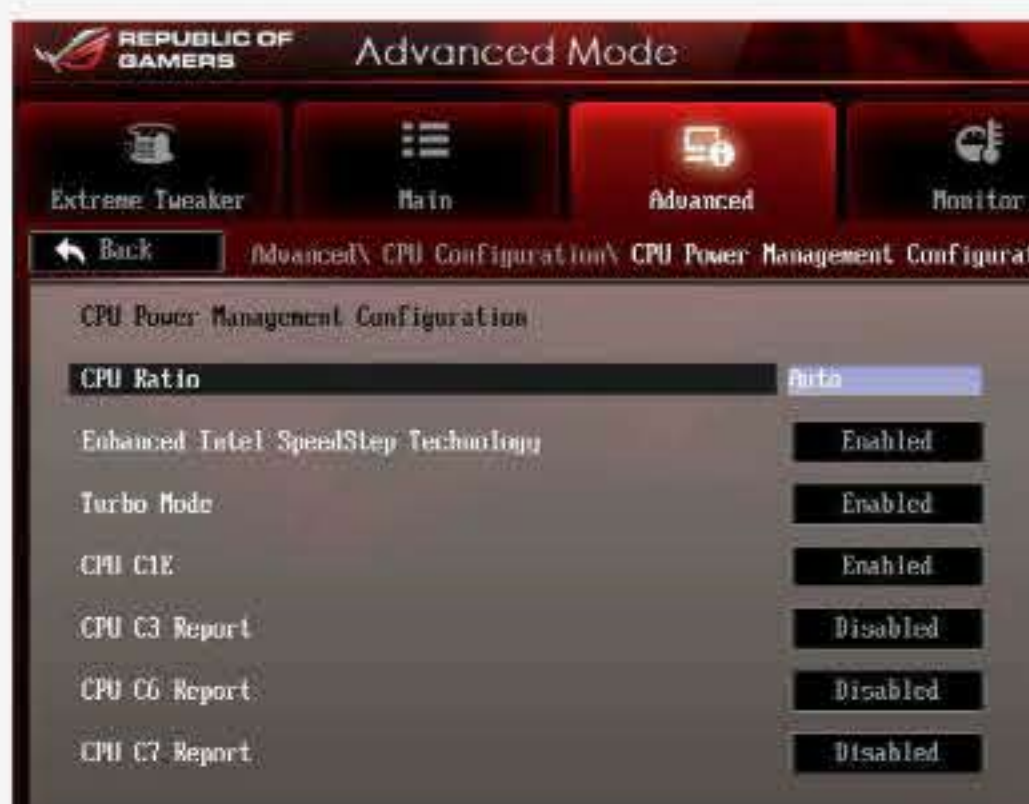 REPUBLIC OF
GAMERS
Advanced Mode
Extreme Tweaker
Main
Advanced
Monitor
Back
Advanced\ CPU Configuration\ CPU Power Management Configurat
CPU Power Management Configuration
CPU Ratio Auto
Enhanced Intel SpeedStep Technology Enabled
Turbo Mode Enabled
CPU C1E Enabled
CPU C3 Report Disabled
CPU C6 Report Disabled
CPU C7 Report Disabled